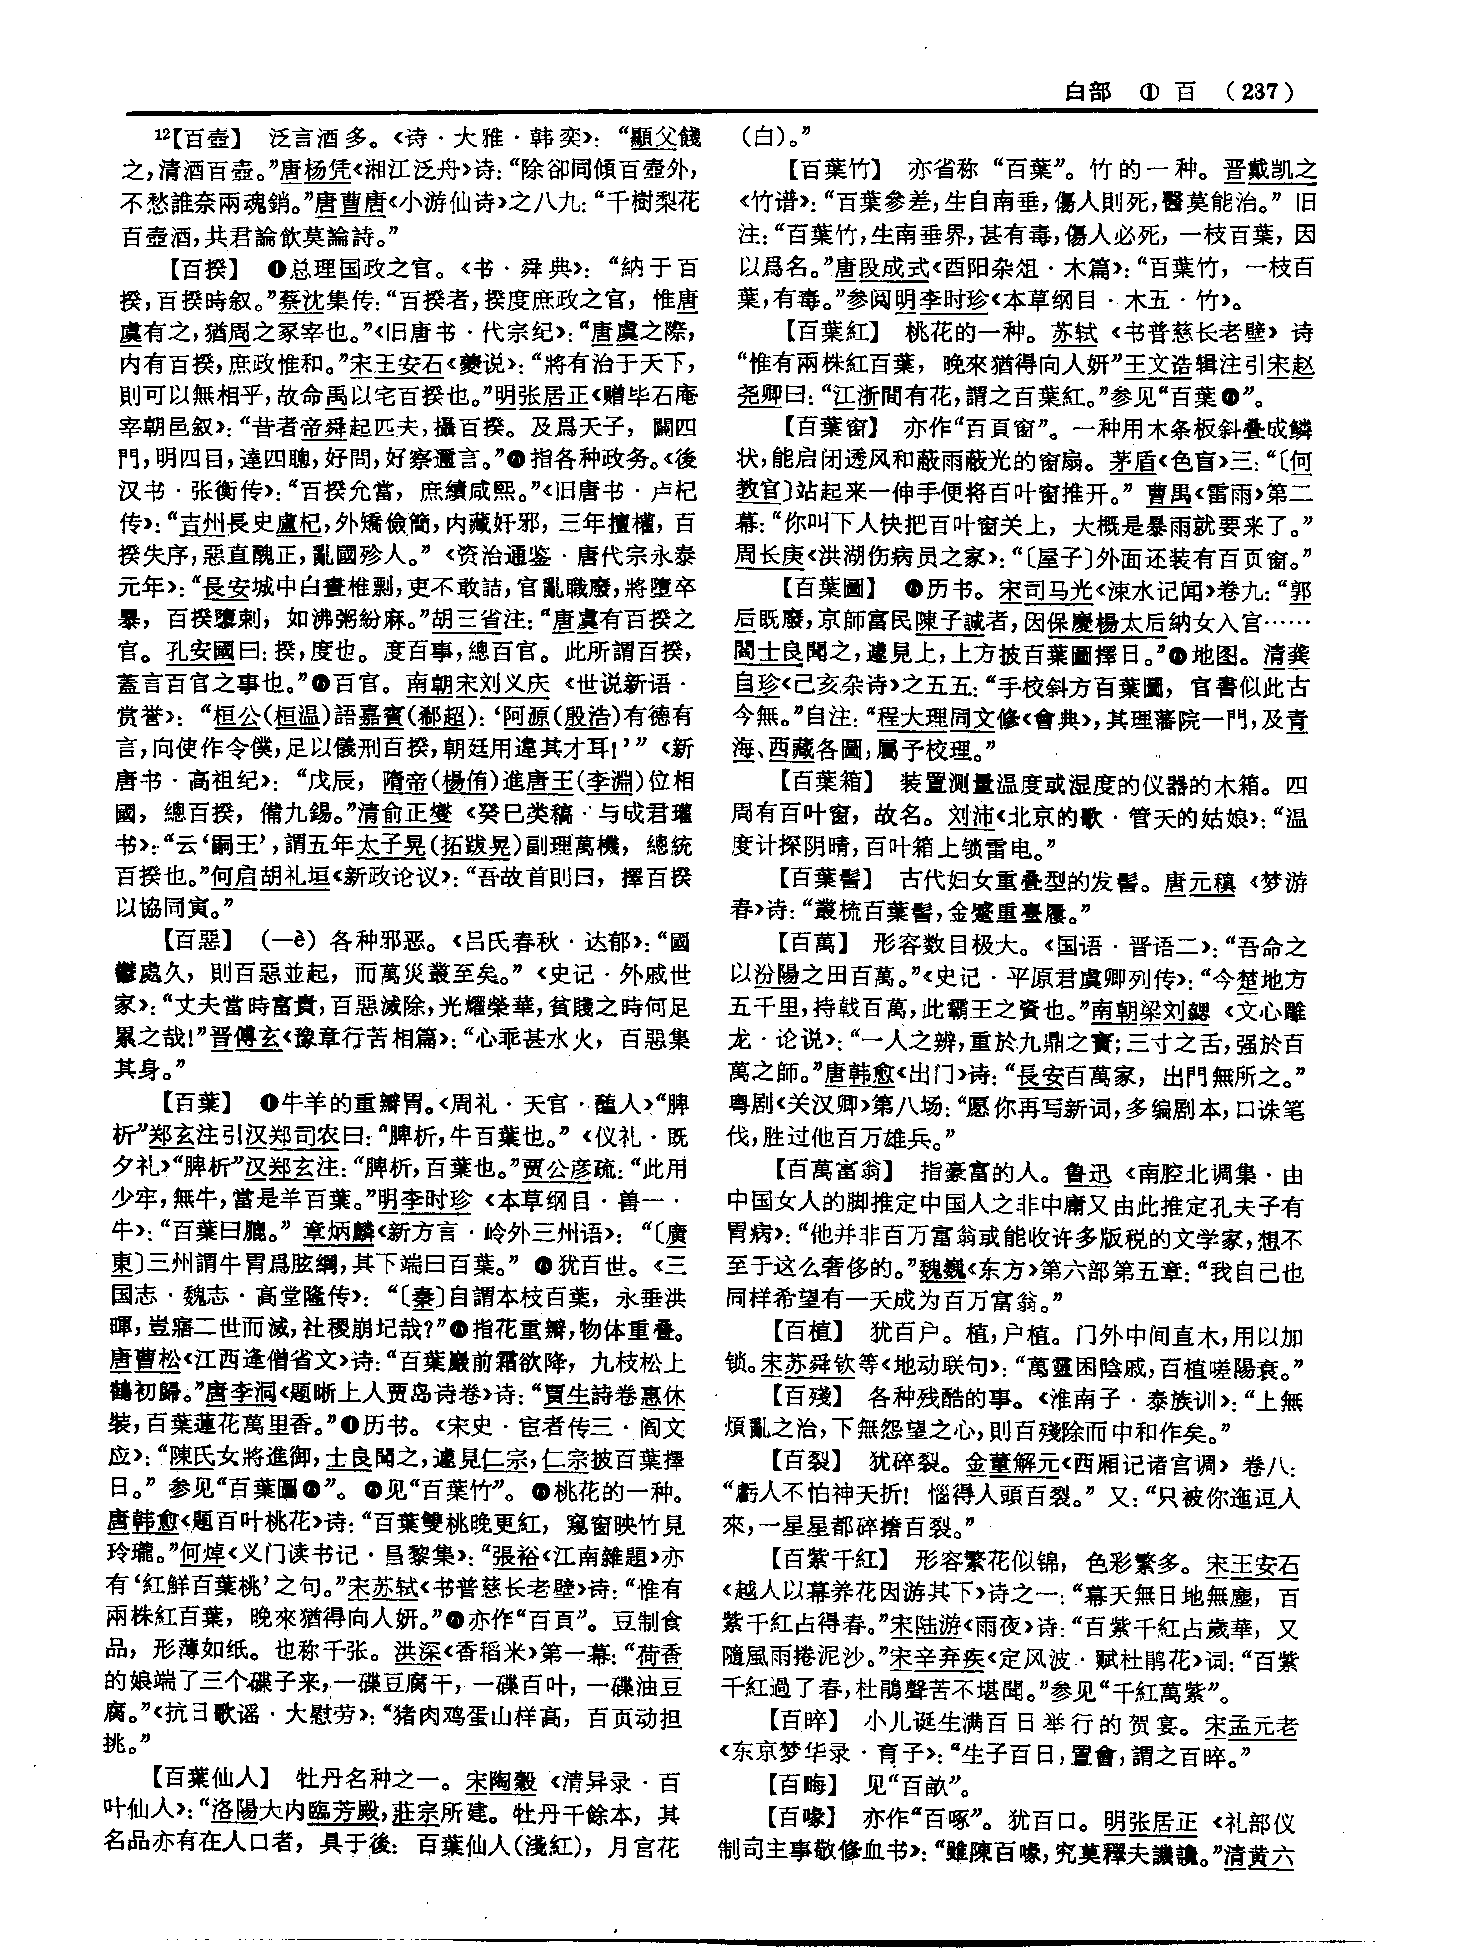 白部 ① 百 (237)
12【百壺】 泛言酒多。《诗·大雅·韩奕》：“顯父餞
之，清酒百壺。”唐杨凭《湘江泛舟》诗：“除卻同傾百壺外，
不愁誰奈兩魂銷。”唐曹唐《小游仙诗》之八九：“千樹梨花
百壺酒，共君論飲莫論詩。”
【百揆】 ❶总理国政之官。《书·舜典》：“納于百
揆，百揆時叙。”蔡沈集传：“百揆者，揆度庶政之官，惟唐
虞有之，猶周之冢宰也。”《旧唐书·代宗纪》：“唐虞之際，
内有百揆，庶政惟和。”宋王安石《夔说》：“將有治于天下，
則可以無相乎，故命禹以宅百揆也。”明张居正《赠毕石庵
宰朝邑叙》：“昔者帝舜起匹夫，攝百揆。及爲天子，闢四
門，明四目，達四聰，好問，好察邇言。”❷指各种政务。《後
汉书·张衡传》：“百揆允當，庶績咸熙。”《旧唐书·卢杞
传》：“吉州長史盧杞，外矯儉簡，内藏奸邪，三年擅權，百
揆失序，惡直醜正，亂國殄人。”《资治通鉴·唐代宗永泰
元年》：“長安城中白晝椎剽，吏不敢詰，官亂職廢，將墮卒
暴，百揆隳剌，如沸粥紛麻。”胡三省注：“唐虞有百揆之
官。孔安國曰：揆，度也。度百事，總百官。此所謂百揆，
蓋言百官之事也。”❸百官。南朝宋刘义庆《世说新语·
赏誉》：“桓公(桓温)語嘉賓(郗超)：‘阿源(殷浩)有德有
言，向使作令僕，足以儀刑百揆，朝廷用違其才耳！’”《新
唐书·高祖纪》：“戊辰，隋帝(楊侑)進唐王(李淵)位相
國，總百揆，備九錫。”清俞正燮《癸巳类稿·与成君瓘
书》：“云‘嗣王’，謂五年太子晃(拓跋晃)副理萬機，總統
百揆也。”何启胡礼垣《新政论议》：“吾故首則曰，擇百揆
以協同寅。”
【百惡】 (—è) 各种邪恶。《吕氏春秋·达郁》：“國
鬱處久，則百惡並起，而萬災叢至矣。”《史记·外戚世
家》：“丈夫當時富貴，百惡滅除，光耀榮華，貧賤之時何足
累之哉！”晋傅玄《豫章行苦相篇》：“心乖甚水火，百惡集
其身。”
【百葉】 ❶牛羊的重瓣胃。《周礼·天官·醢人》“脾
析”郑玄注引汉郑司农曰：“脾析，牛百葉也。”《仪礼·既
夕礼》“脾析”汉郑玄注：“脾析，百葉也。”贾公彦疏：“此用
少牢，無牛，當是羊百葉。”明李时珍《本草纲目·兽一·
牛》：“百葉曰膍。”章炳麟《新方言·岭外三州语》：“〔廣
東〕三州謂牛胃爲肱綱，其下端曰百葉。”❷犹百世。《三
国志·魏志·高堂隆传》：“〔秦〕自謂本枝百葉，永垂洪
暉，豈寤二世而滅，社稷崩圮哉？”❸指花重瓣，物体重叠。
唐曹松《江西逢僧省文》诗：“百葉巖前霜欲降，九枝松上
鶴初歸。”唐李洞《题晰上人贾岛诗卷》诗：“賈生詩卷惠休
裝，百葉蓮花萬里香。”❹历书。《宋史·宦者传三·阎文
应》：“陳氏女將進御，士良聞之，遽見仁宗，仁宗披百葉擇
日。”参见“百葉圖❶”。❺见“百葉竹”。❻桃花的一种。
唐韩愈《题百叶桃花》诗：“百葉雙桃晚更紅，窺窗映竹見
玲瓏。”何焯《义门读书记·昌黎集》：“張祜《江南雜題》亦
有‘紅鮮百葉桃’之句。”宋苏轼《书普慈长老壁》诗：“惟有
兩株紅百葉，晚來猶得向人妍。”❼亦作“百頁”。豆制食
品，形薄如纸。也称千张。洪深《香稻米》第一幕：“荷香
的娘端了三个碟子来，一碟豆腐干，一碟百叶，一碟油豆
腐。”《抗日歌谣·大慰劳》：“猪肉鸡蛋山样高，百页动担
挑。”
【百葉仙人】 牡丹名种之一。宋陶穀《清异录·百
叶仙人》：“洛陽大内臨芳殿，莊宗所建。牡丹千餘本，其
名品亦有在人口者，具于後：百葉仙人(淺紅)，月宫花
(白)。”
【百葉竹】 亦省称“百葉”。竹的一种。晋戴凯之
《竹谱》：“百葉參差，生自南垂，傷人則死，醫莫能治。”旧
注：“百葉竹，生南垂界，甚有毒，傷人必死，一枝百葉，因
以爲名。”唐段成式《酉阳杂俎·木篇》：“百葉竹，一枝百
葉，有毒。”参阅明李时珍《本草纲目·木五·竹》。
【百葉紅】 桃花的一种。苏轼《书普慈长老壁》诗
“惟有兩株紅百葉，晚來猶得向人妍”王文诰辑注引宋赵
尧卿曰：“江浙間有花，謂之百葉紅。”参见“百葉❻”。
【百葉窗】 亦作“百頁窗”。一种用木条板斜叠成鳞
状，能启闭透风和蔽雨蔽光的窗扇。茅盾《色盲》三：“〔何
教官〕站起来一伸手便将百叶窗推开。”曹禺《雷雨》第二
幕：“你叫下人快把百叶窗关上，大概是暴雨就要来了。”
周长庚《洪湖伤病员之家》：“〔屋子〕外面还装有百页窗。”
【百葉圖】 ❶历书。宋司马光《涑水记闻》卷九：“郭
后既廢，京師富民陳子誠者，因保慶楊太后納女入宫……
閻士良聞之，遽見上，上方披百葉圖擇日。”❷地图。清龚
自珍《己亥杂诗》之五五：“手校斜方百葉圖，官書似此古
今無。”自注：“程大理同文修《會典》，其理藩院一門，及青
海、西藏各圖，屬予校理。”
【百葉箱】 装置测量温度或湿度的仪器的木箱。四
周有百叶窗，故名。刘沛《北京的歌·管天的姑娘》：“温
度计探阴晴，百叶箱上锁雷电。”
【百葉髻】 古代妇女重叠型的发髻。唐元稹《梦游
春》诗：“叢梳百葉髻，金蹙重臺履。”
【百萬】 形容数目极大。《国语·晋语二》：“吾命之
以汾陽之田百萬。”《史记·平原君虞卿列传》：“今楚地方
五千里，持戟百萬，此霸王之資也。”南朝梁刘勰《文心雕
龙·论说》：“一人之辨，重於九鼎之寶；三寸之舌，强於百
萬之師。”唐韩愈《出门》诗：“長安百萬家，出門無所之。”
粤剧《关汉卿》第八场：“愿你再写新词，多编剧本，口诛笔
伐，胜过他百万雄兵。”
【百萬富翁】 指豪富的人。鲁迅《南腔北调集·由
中国女人的脚推定中国人之非中庸又由此推定孔夫子有
胃病》：“他并非百万富翁或能收许多版税的文学家，想不
至于这么奢侈的。”魏巍《东方》第六部第五章：“我自己也
同样希望有一天成为百万富翁。”
【百植】 犹百户。植，户植。门外中间直木，用以加
锁。宋苏舜钦等《地动联句》：“萬靈困陰戚，百植嗟陽衰。”
【百殘】 各种残酷的事。《淮南子·泰族训》：“上無
煩亂之治，下無怨望之心，則百殘除而中和作矣。”
【百裂】 犹碎裂。金董解元《西厢记诸宫调》卷八：
“虧人不怕神夭折！惱得人頭百裂。”又：“只被你迤逗人
來，一星星都碎撦百裂。”
【百紫千紅】 形容繁花似锦，色彩繁多。宋王安石
《越人以幕养花因游其下》诗之一：“幕天無日地無塵，百
紫千紅占得春。”宋陆游《雨夜》诗：“百紫千紅占歲華，又
隨風雨捲泥沙。”宋辛弃疾《定风波·赋杜鹃花》词：“百紫
千紅過了春，杜鵑聲苦不堪聞。”参见“千紅萬紫”。
【百晬】 小儿诞生满百日举行的贺宴。宋孟元老
《东京梦华录·育子》：“生子百日，置會，謂之百晬。”
【百晦】 见“百畝”。
【百喙】 亦作“百啄”。犹百口。明张居正《礼部仪
制司主事敬修血书》：“雖陳百喙，究莫釋夫譏讒。”清黄六